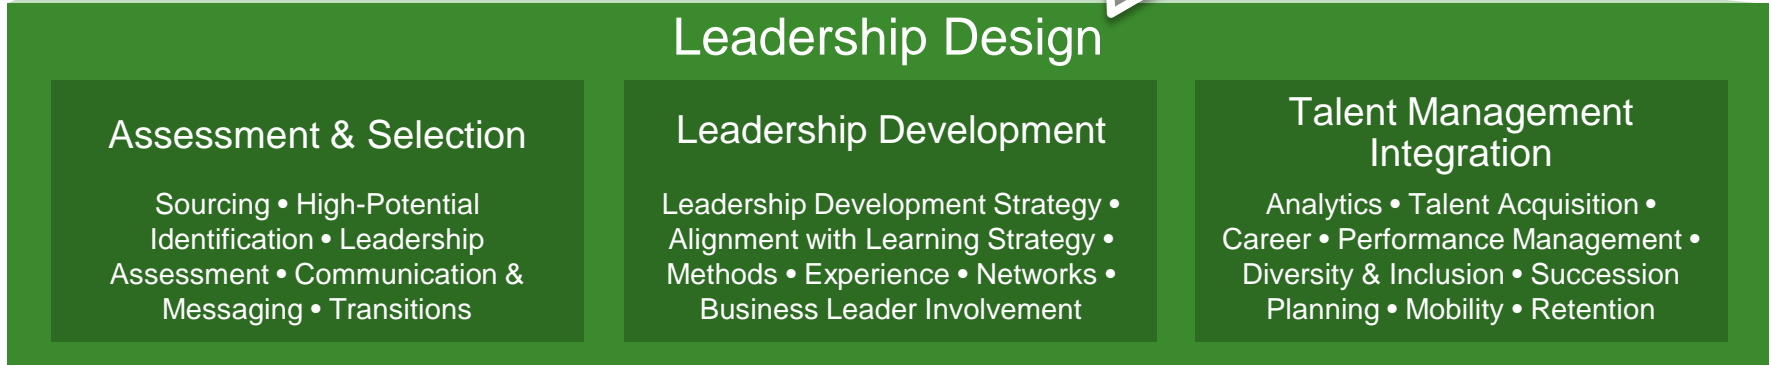 Leadership Design
Assessment & Selection
Sourcing • High-Potential
Identification • Leadership
Assessment • Communication &
Messaging • Transitions
Leadership Development
Leadership Development Strategy •
Alignment with Learning Strategy •
Methods • Experience • Networks •
Business Leader Involvement
Talent Management
Integration
Analytics • Talent Acquisition •
Career • Performance Management •
Diversity & Inclusion • Succession
Planning • Mobility • Retention